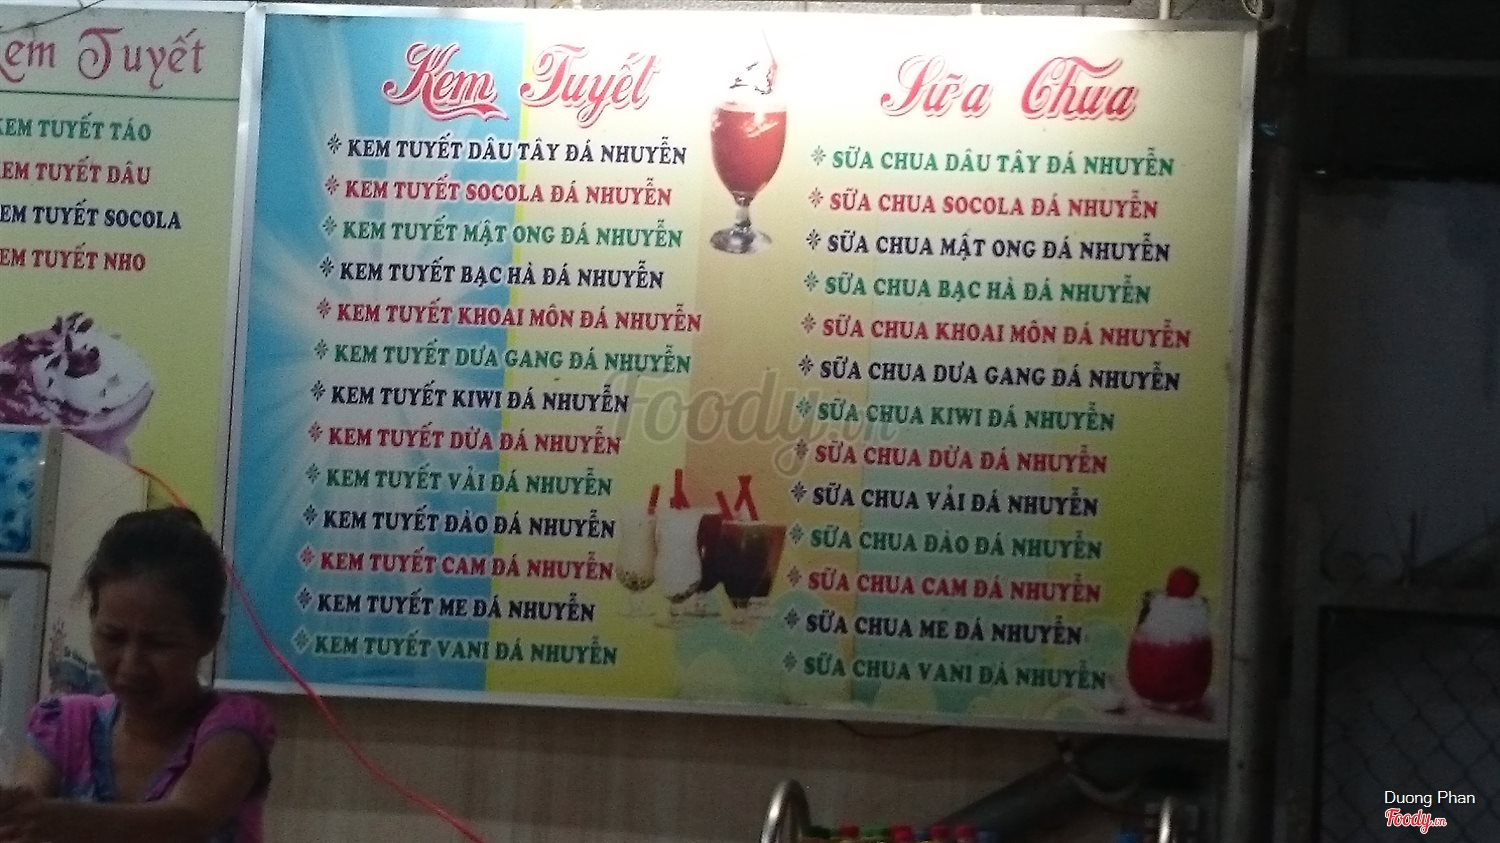 Kem Tuyết
KEM TUYẾT TÁO
KEM TUYẾT DÂU
KEM TUYẾT SOCOLA
KEM TUYẾT NHO
Kem Tuyết
KEM TUYẾT DÂU TÂY ĐÁ NHUYỄN
KEM TUYẾT SOCOLA ĐÁ NHUYỄN
KEM TUYẾT MẬT ONG ĐÁ NHUYỄN
KEM TUYẾT BẠC HÀ ĐÁ NHUYỄN
KEM TUYẾT KHOAI MÔN ĐÁ NHUYỄN
KEM TUYẾT DƯA GANG ĐÁ NHUYỄN
KEM TUYẾT KIWI ĐÁ NHUYỄN
KEM TUYẾT DỪA ĐÁ NHUYỄN
KEM TUYẾT VẢI ĐÁ NHUYỄN
KEM TUYẾT ĐÀO ĐÁ NHUYỄN
KEM TUYẾT CAM ĐÁ NHUYỄN
KEM TUYẾT ME ĐÁ NHUYỄN
KEM TUYẾT VANI ĐÁ NHUYỄN
Sữa Chua
SỮA CHUA DÂU TÂY ĐÁ NHUYỄN
SỮA CHUA SOCOLA ĐÁ NHUYỄN
SỮA CHUA MẬT ONG ĐÁ NHUYỄN
SỮA CHUA BẠC HÀ ĐÁ NHUYỄN
SỮA CHUA KHOAI MÔN ĐÁ NHUYỄN
SỮA CHUA DƯA GANG ĐÁ NHUYỄN
SỮA CHUA KIWI ĐÁ NHUYỄN
SỮA CHUA DỪA ĐÁ NHUYỄN
SỮA CHUA VẢI ĐÁ NHUYỄN
SỮA CHUA ĐÀO ĐÁ NHUYỄN
SỮA CHUA CAM ĐÁ NHUYỄN
SỮA CHUA ME ĐÁ NHUYỄN
SỮA CHUA VANI ĐÁ NHUYỄN
Foody.vn
Duong Phan
Foody.vn